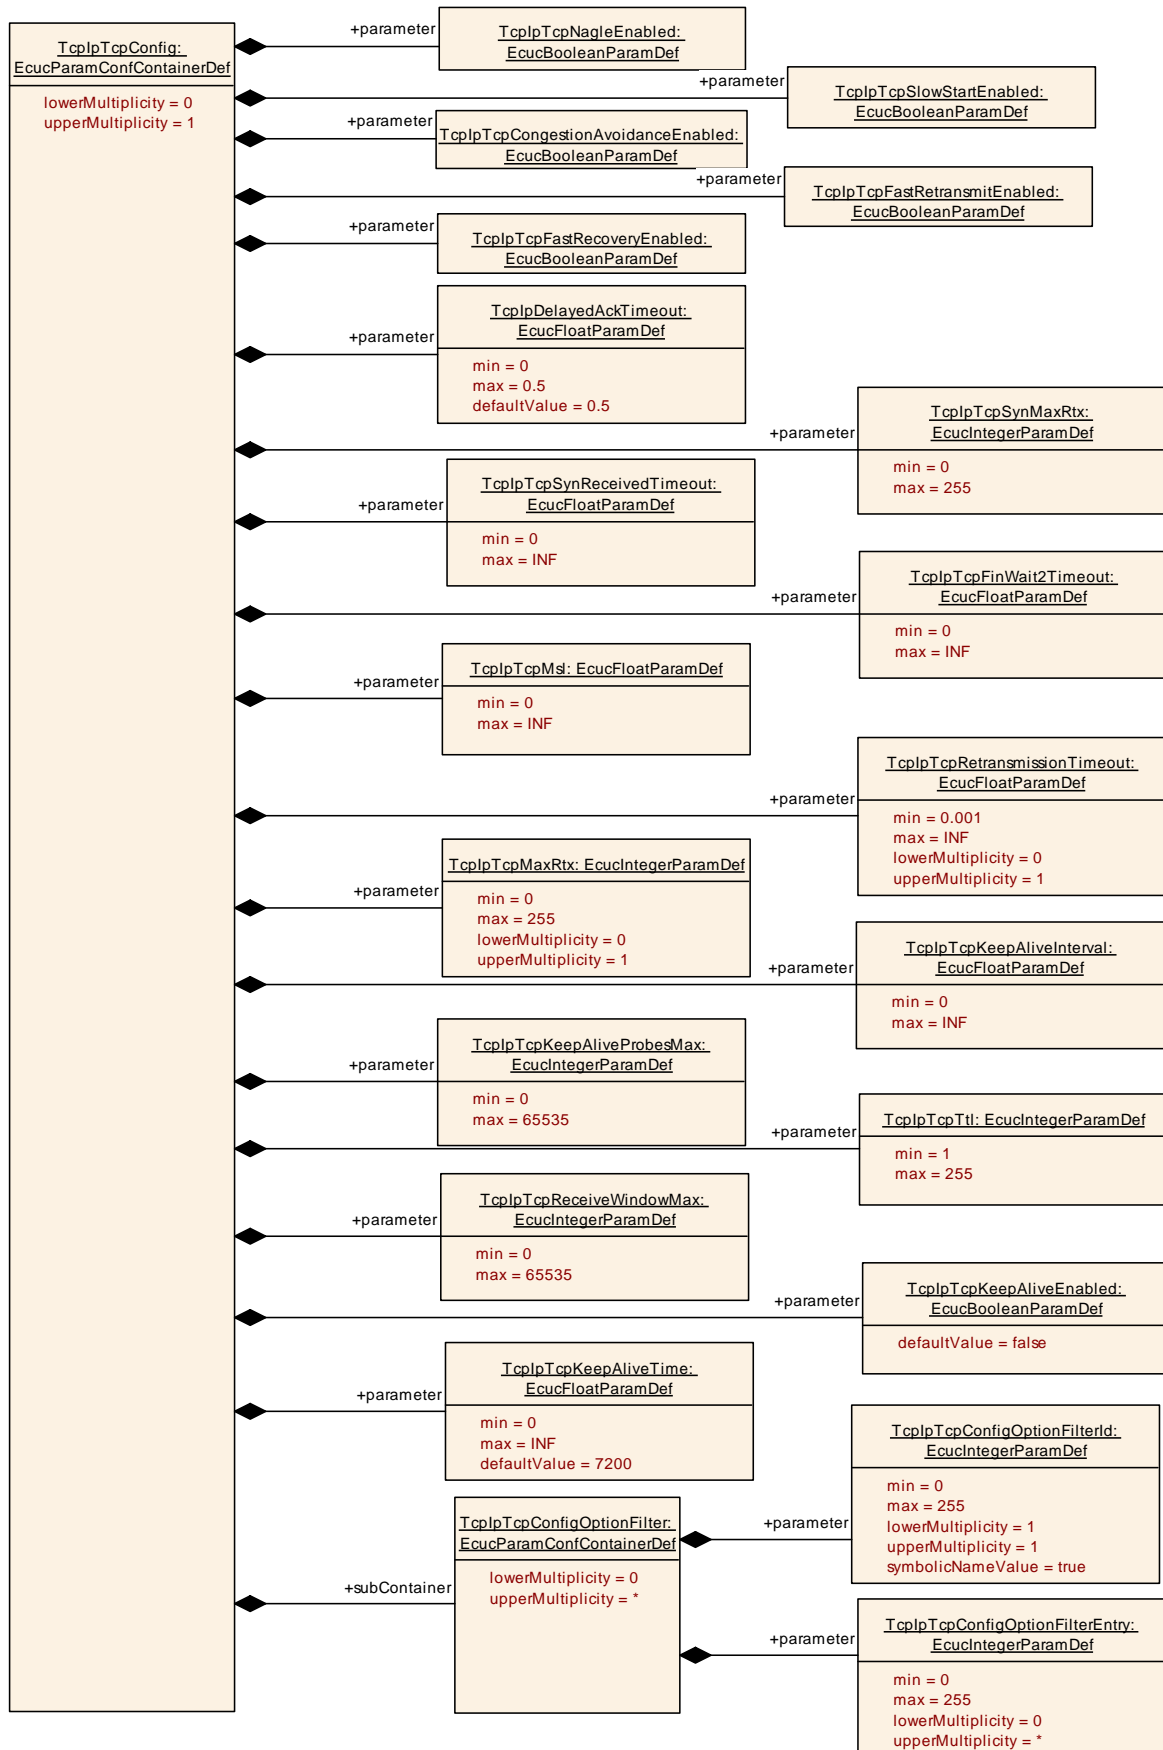 TcpIpTcpConfig:
EcucParamConfContainerDef
lowerMultiplicity = 0
upperMultiplicity = 1
+parameter
TcpIpTcpNagleEnabled:
EcucBooleanParamDef
+parameter
TcpIpTcpSlowStartEnabled:
EcucBooleanParamDef
+parameter
TcpIpTcpCongestionAvoidanceEnabled:
EcucBooleanParamDef
+parameter
TcpIpTcpFastRetransmitEnabled:
EcucBooleanParamDef
+parameter
TcpIpTcpFastRecoveryEnabled:
EcucBooleanParamDef
+parameter
TcpIpDelayedAckTimeout:
EcucFloatParamDef
min = 0
max = 0.5
defaultValue = 0.5
+parameter
TcpIpTcpSynMaxRtx:
EcucIntegerParamDef
min = 0
max = 255
+parameter
TcpIpTcpSynReceivedTimeout:
EcucFloatParamDef
min = 0
max = INF
+parameter
TcpIpTcpFinWait2Timeout:
EcucFloatParamDef
min = 0
max = INF
+parameter
TcpIpTcpMsl: EcucFloatParamDef
min = 0
max = INF
+parameter
TcpIpTcpRetransmissionTimeout:
EcucFloatParamDef
min = 0.001
max = INF
lowerMultiplicity = 0
upperMultiplicity = 1
+parameter
TcpIpTcpMaxRtx: EcucIntegerParamDef
min = 0
max = 255
lowerMultiplicity = 0
upperMultiplicity = 1
+parameter
TcpIpTcpKeepAliveInterval:
EcucFloatParamDef
min = 0
max = INF
+parameter
TcpIpTcpKeepAliveProbesMax:
EcucIntegerParamDef
min = 0
max = 65535
+parameter
TcpIpTcpTtl: EcucIntegerParamDef
min = 1
max = 255
+parameter
TcpIpTcpReceiveWindowMax:
EcucIntegerParamDef
min = 0
max = 65535
+parameter
TcpIpTcpKeepAliveEnabled:
EcucBooleanParamDef
defaultValue = false
+parameter
TcpIpTcpKeepAliveTime:
EcucFloatParamDef
min = 0
max = INF
defaultValue = 7200
+subContainer
TcpIpTcpConfigOptionFilter:
EcucParamConfContainerDef
lowerMultiplicity = 0
upperMultiplicity = *
+parameter
TcpIpTcpConfigOptionFilterId:
EcucIntegerParamDef
min = 0
max = 255
lowerMultiplicity = 1
upperMultiplicity = 1
symbolicNameValue = true
+parameter
TcpIpTcpConfigOptionFilterEntry:
EcucIntegerParamDef
min = 0
max = 255
lowerMultiplicity = 0
upperMultiplicity = *